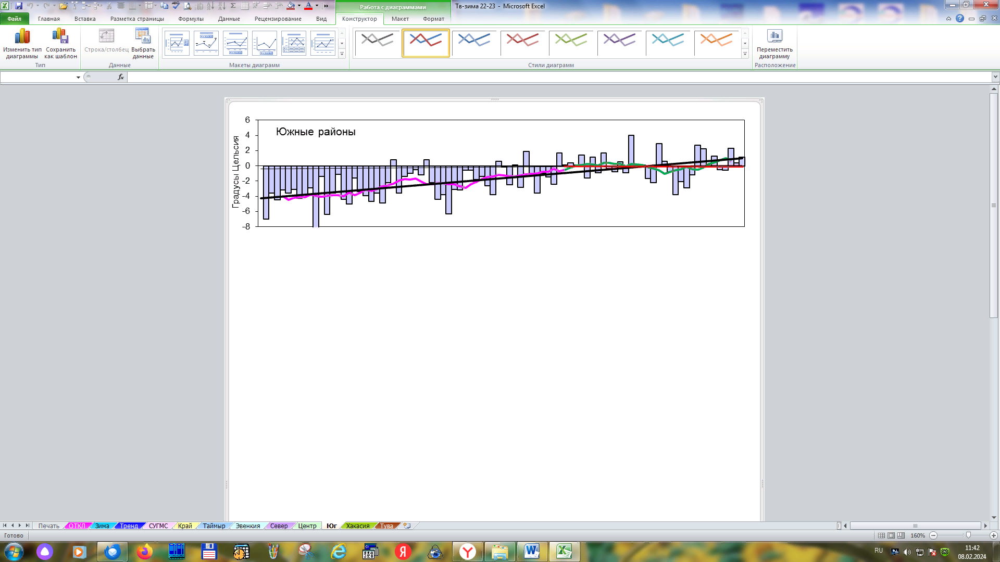 Работа с диаграммами
Тв-зима 22-23 - Microsoft Excel
Файл Главная Вставка Разметка страницы Формулы Данные Рецензирование Вид Конструктор Макет Формат
Изменить тип диаграммы
Сохранить как шаблон
Строка/столбец
Выбрать данные
Переместить диаграмму
Тип Данные Макеты диаграмм Стили диаграмм Расположение
fx
Южные районы
Градусы Цельсия
6
4
2
0
-2
-4
-6
-8
Печать ОТКЛ Зима Тренд СУГМС Край Таймыр Эвенкия Север Центр Юг Хакасия Тува
Готово
160%
RU
11:42
08.02.2024